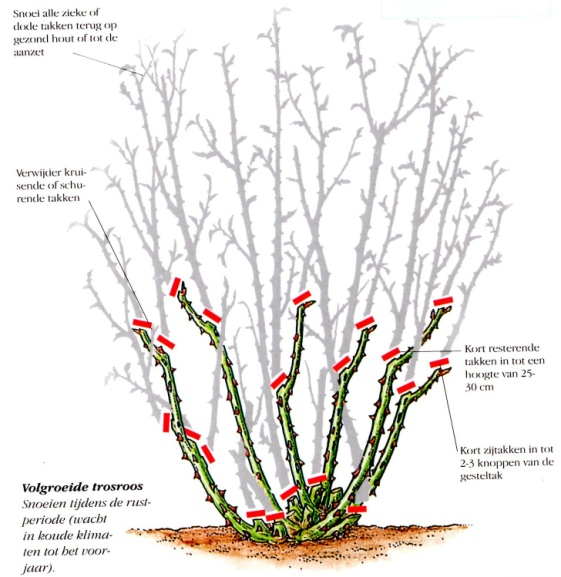 Snoei alle zieke of
dode takken terug op
gezond hout of tot de
aanzet
Verwijder krui-
sende of schu-
rende takken
Kort resterende
takken in tot een
hoogte van 25-
30 cm
Kort zijtakken in tot
2-3 knoppen van de
gesteltak
Volgroeide trosroos
Snoeien tijdens de rust-
periode (wacht
in koude klima-
ten tot het voor-
jaar).